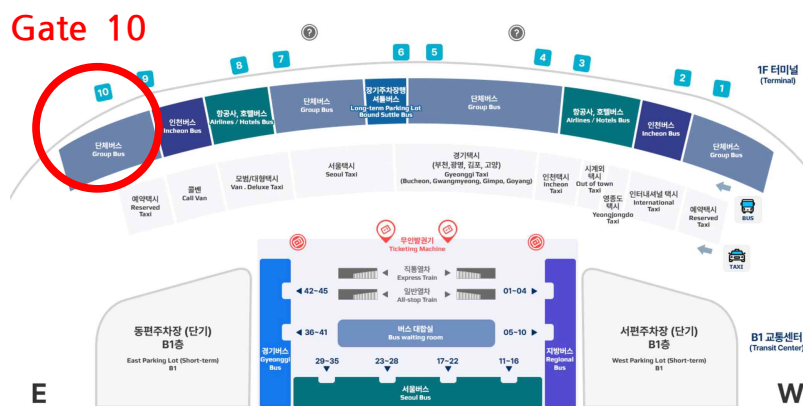 Gate 10
?
?
10
9
8
7
6
5
4
3
2
1
1F 터미널
(Terminal)
단체버스
Group Bus
인천버스
Incheon Bus
항공사, 호텔버스
Airlines / Hotels Bus
단체버스
Group Bus
장기주차장행
셔틀버스
Long-term Parking Lot
Bound Suttle Bus
단체버스
Group Bus
항공사, 호텔버스
Airlines / Hotels Bus
인천버스
Incheon Bus
단체버스
Group Bus
예약택시
Reserved
Taxi
콜벤
Call Van
모범/대형택시
Van . Deluxe Taxi
서울택시
Seoul Taxi
경기택시
(부천,광명, 김포, 고양)
Gyeonggi Taxi
(Bucheon, Gwangmyeong, Gimpo, Goyang)
인천택시
Incheon
Taxi
시계외
택시
Out of town
Taxi
영종도
택시
Yeongjongdo
Taxi
인터내셔널 택시
International
Taxi
예약택시
Reserved
Taxi
BUS
TAXI
무인발권기
Ticketing Machine
직통열차
Express Train
일반열차
All-stop Train
42~45
01~04
36~41
버스 대합실
Bus waiting room
05~10
29~35
23~28
17~22
11~16
경기버스
Gyeonggi
Bus
지방버스
Regional
Bus
서울버스
Seoul Bus
동편주차장 (단기)
B1층
East Parking Lot (Short-term)
B1
서편주차장 (단기)
B1층
West Parking Lot (Short-term)
B1
B1 교통센터
(Transit Center)
E
W